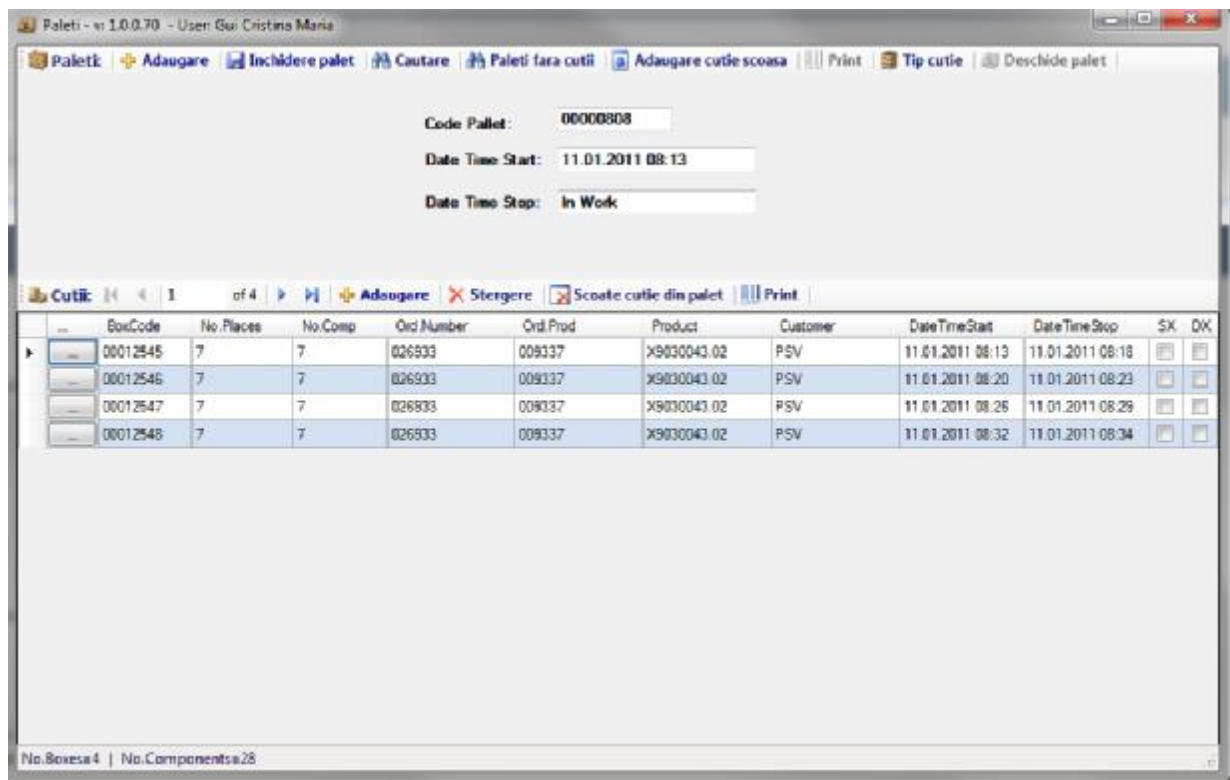 Paleti - v: 1.0.0.70 - User: Gui Cristina Maria
Paleti: Adaugare Inchidere palet Cautare Paleti fara cutii Adaugare cutie scoasa Print Tip cutie Deschide palet
Code Pallet: 00000808
Date Time Start: 11.01.2011 08:13
Date Time Stop: In Work
Cutii: 1 of 4 Adaugare Stergere Scoate cutie din palet Print
... BoxCode No.Places No.Comp Ord.Number Ord.Prod Product Customer DateTimeStart DateTimeStop SX DX
... 00012545 7 7 026933 009337 X9030043.02 PSV 11.01.2011 08:13 11.01.2011 08:18
... 00012546 7 7 026933 009337 X9030043.02 PSV 11.01.2011 08:20 11.01.2011 08:23
... 00012547 7 7 026933 009337 X9030043.02 PSV 11.01.2011 08:26 11.01.2011 08:29
... 00012548 7 7 026933 009337 X9030043.02 PSV 11.01.2011 08:32 11.01.2011 08:34
No.Boxes=4 | No.Components=28